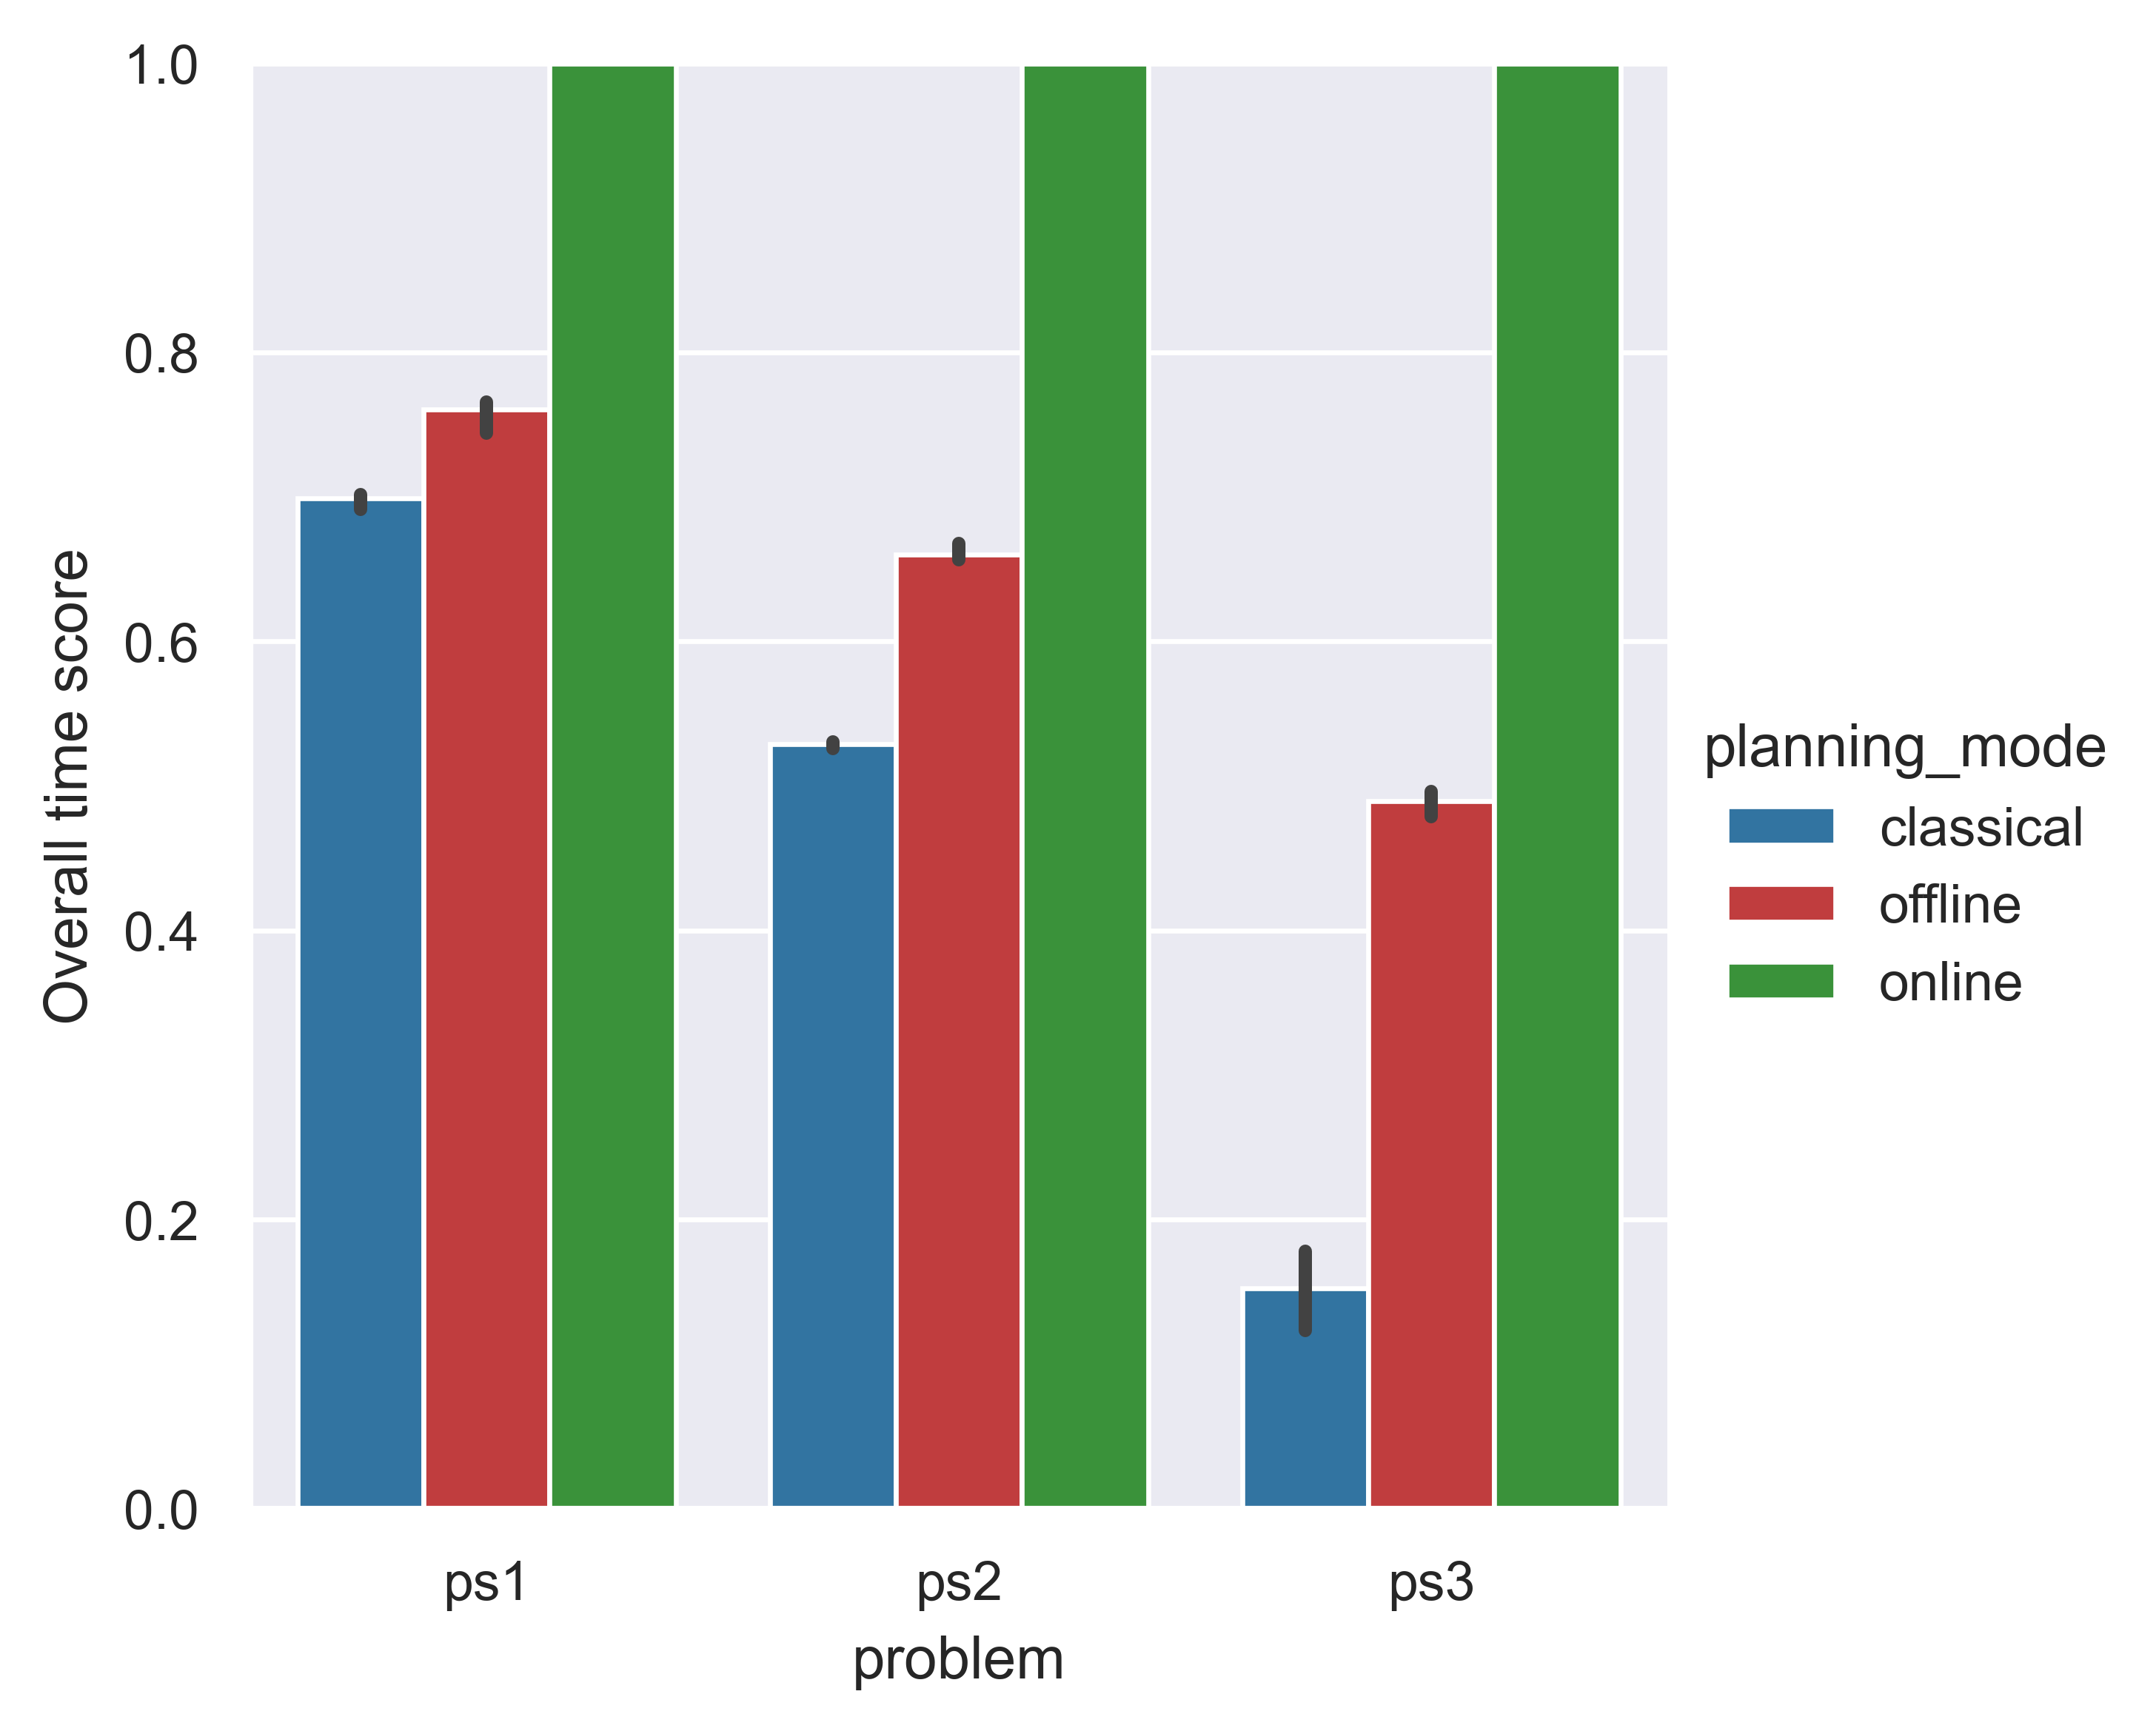 1.0
0.8
0.6
0.4
0.2
0.0
Overall time score
ps1 ps2 ps3
problem
planning_mode
classical
offline
online